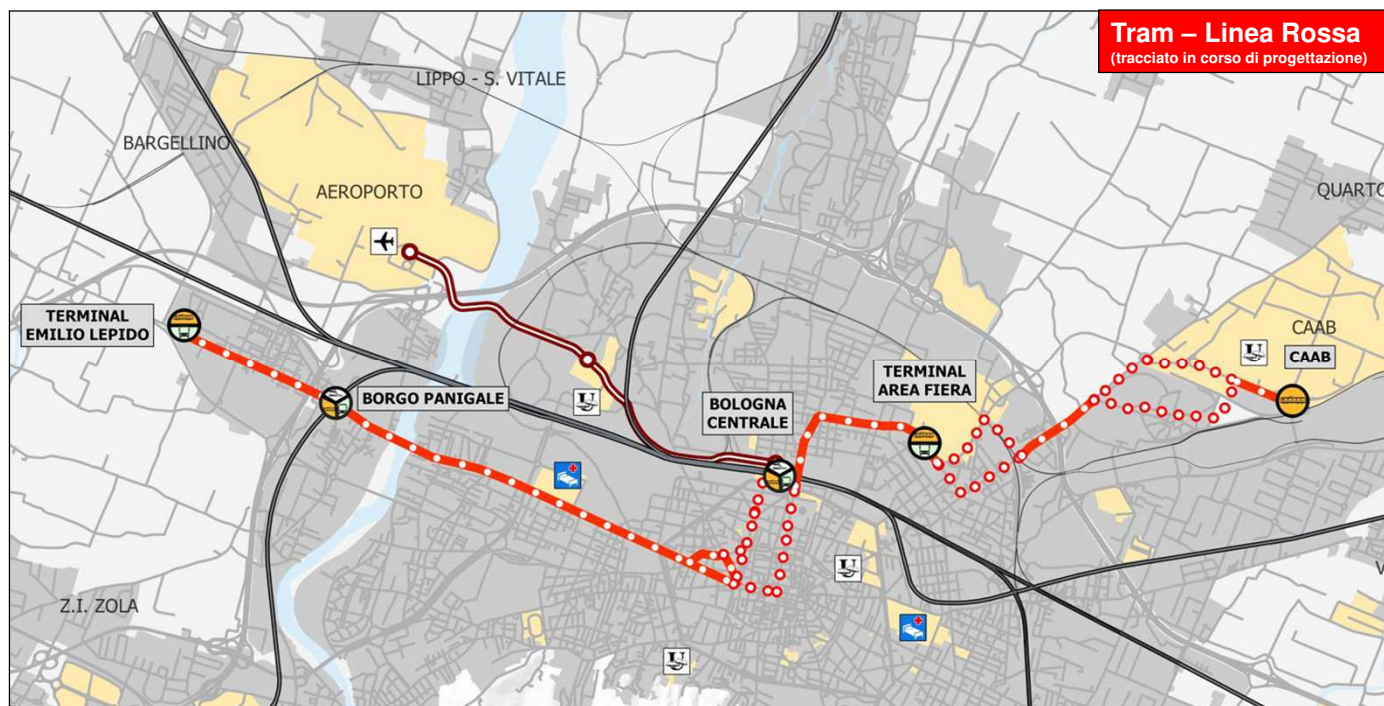 Tram – Linea Rossa
(tracciato in corso di progettazione)
LIPPO - S. VITALE
BARGELLINO
AEROPORTO
QUARTO
TERMINAL
EMILIO LEPIDO
CAAB
CAAB
TERMINAL
AREA FIERA
BORGO PANIGALE
BOLOGNA
CENTRALE
U
U
U
U
V
Z.I. ZOLA